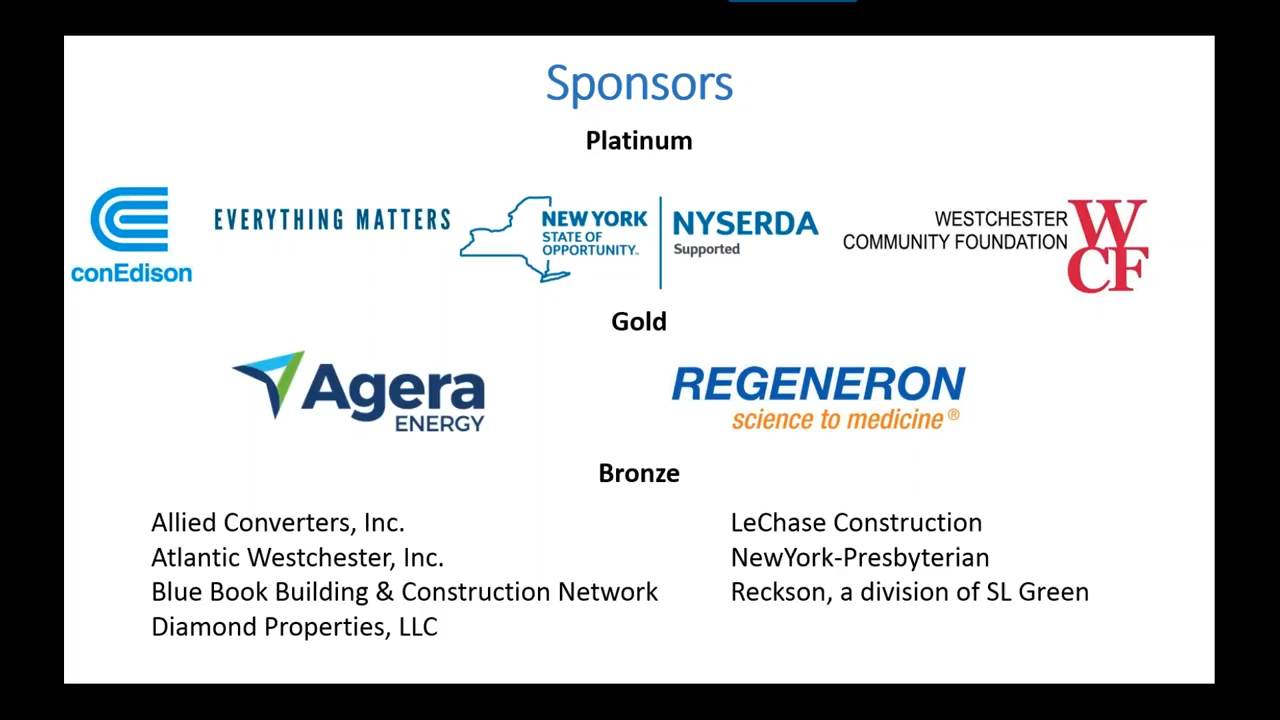 Sponsors
Platinum
conEdison
EVERYTHING MATTERS
NEW YORK
STATE OF
OPPORTUNITY™
NYSERDA
Supported
WESTCHESTER
COMMUNITY FOUNDATION
WCF
Gold
Agera
ENERGY
REGENERON
science to medicine®
Bronze
Allied Converters, Inc.
Atlantic Westchester, Inc.
Blue Book Building & Construction Network
Diamond Properties, LLC
LeChase Construction
NewYork-Presbyterian
Reckson, a division of SL Green